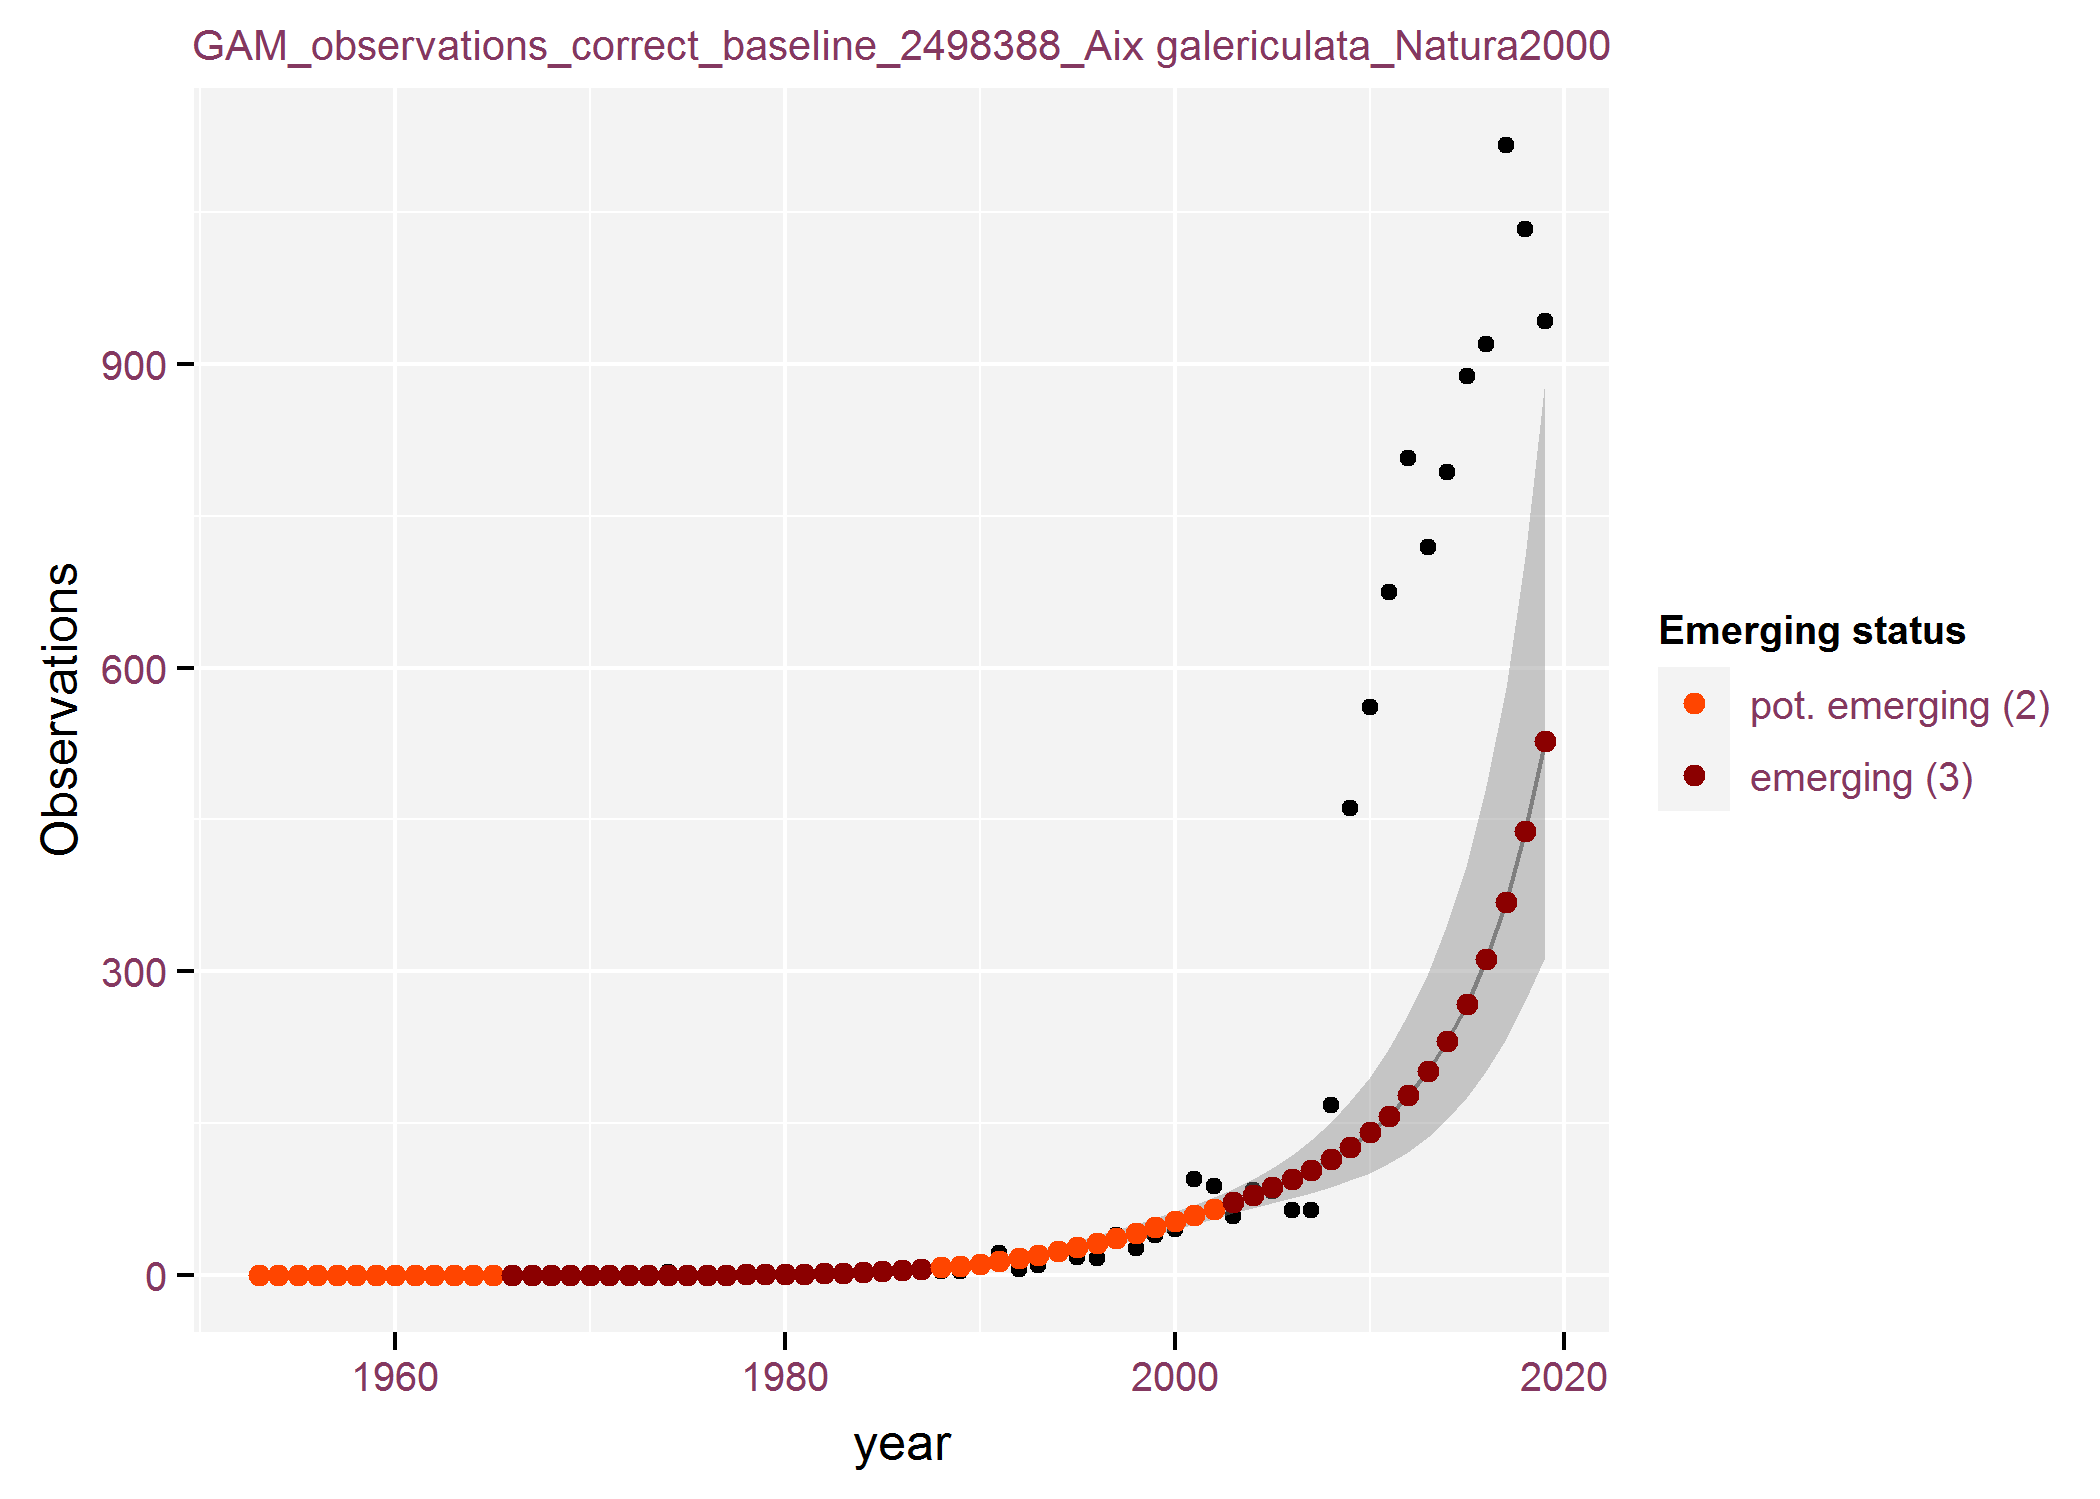 GAM_observations_correct_baseline_2498388_Aix galericulata_Natura2000
Observations
900
600
300
0
1960 1980 2000 2020
year
Emerging status
pot. emerging (2)
emerging (3)